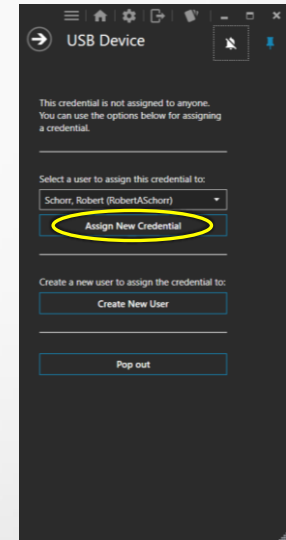 USB Device
This credential is not assigned to anyone.
You can use the options below for assigning
a credential.
Select a user to assign this credential to:
Schorr, Robert (RobertASchorr)
Assign New Credential
Create a new user to assign the credential to:
Create New User
Pop out